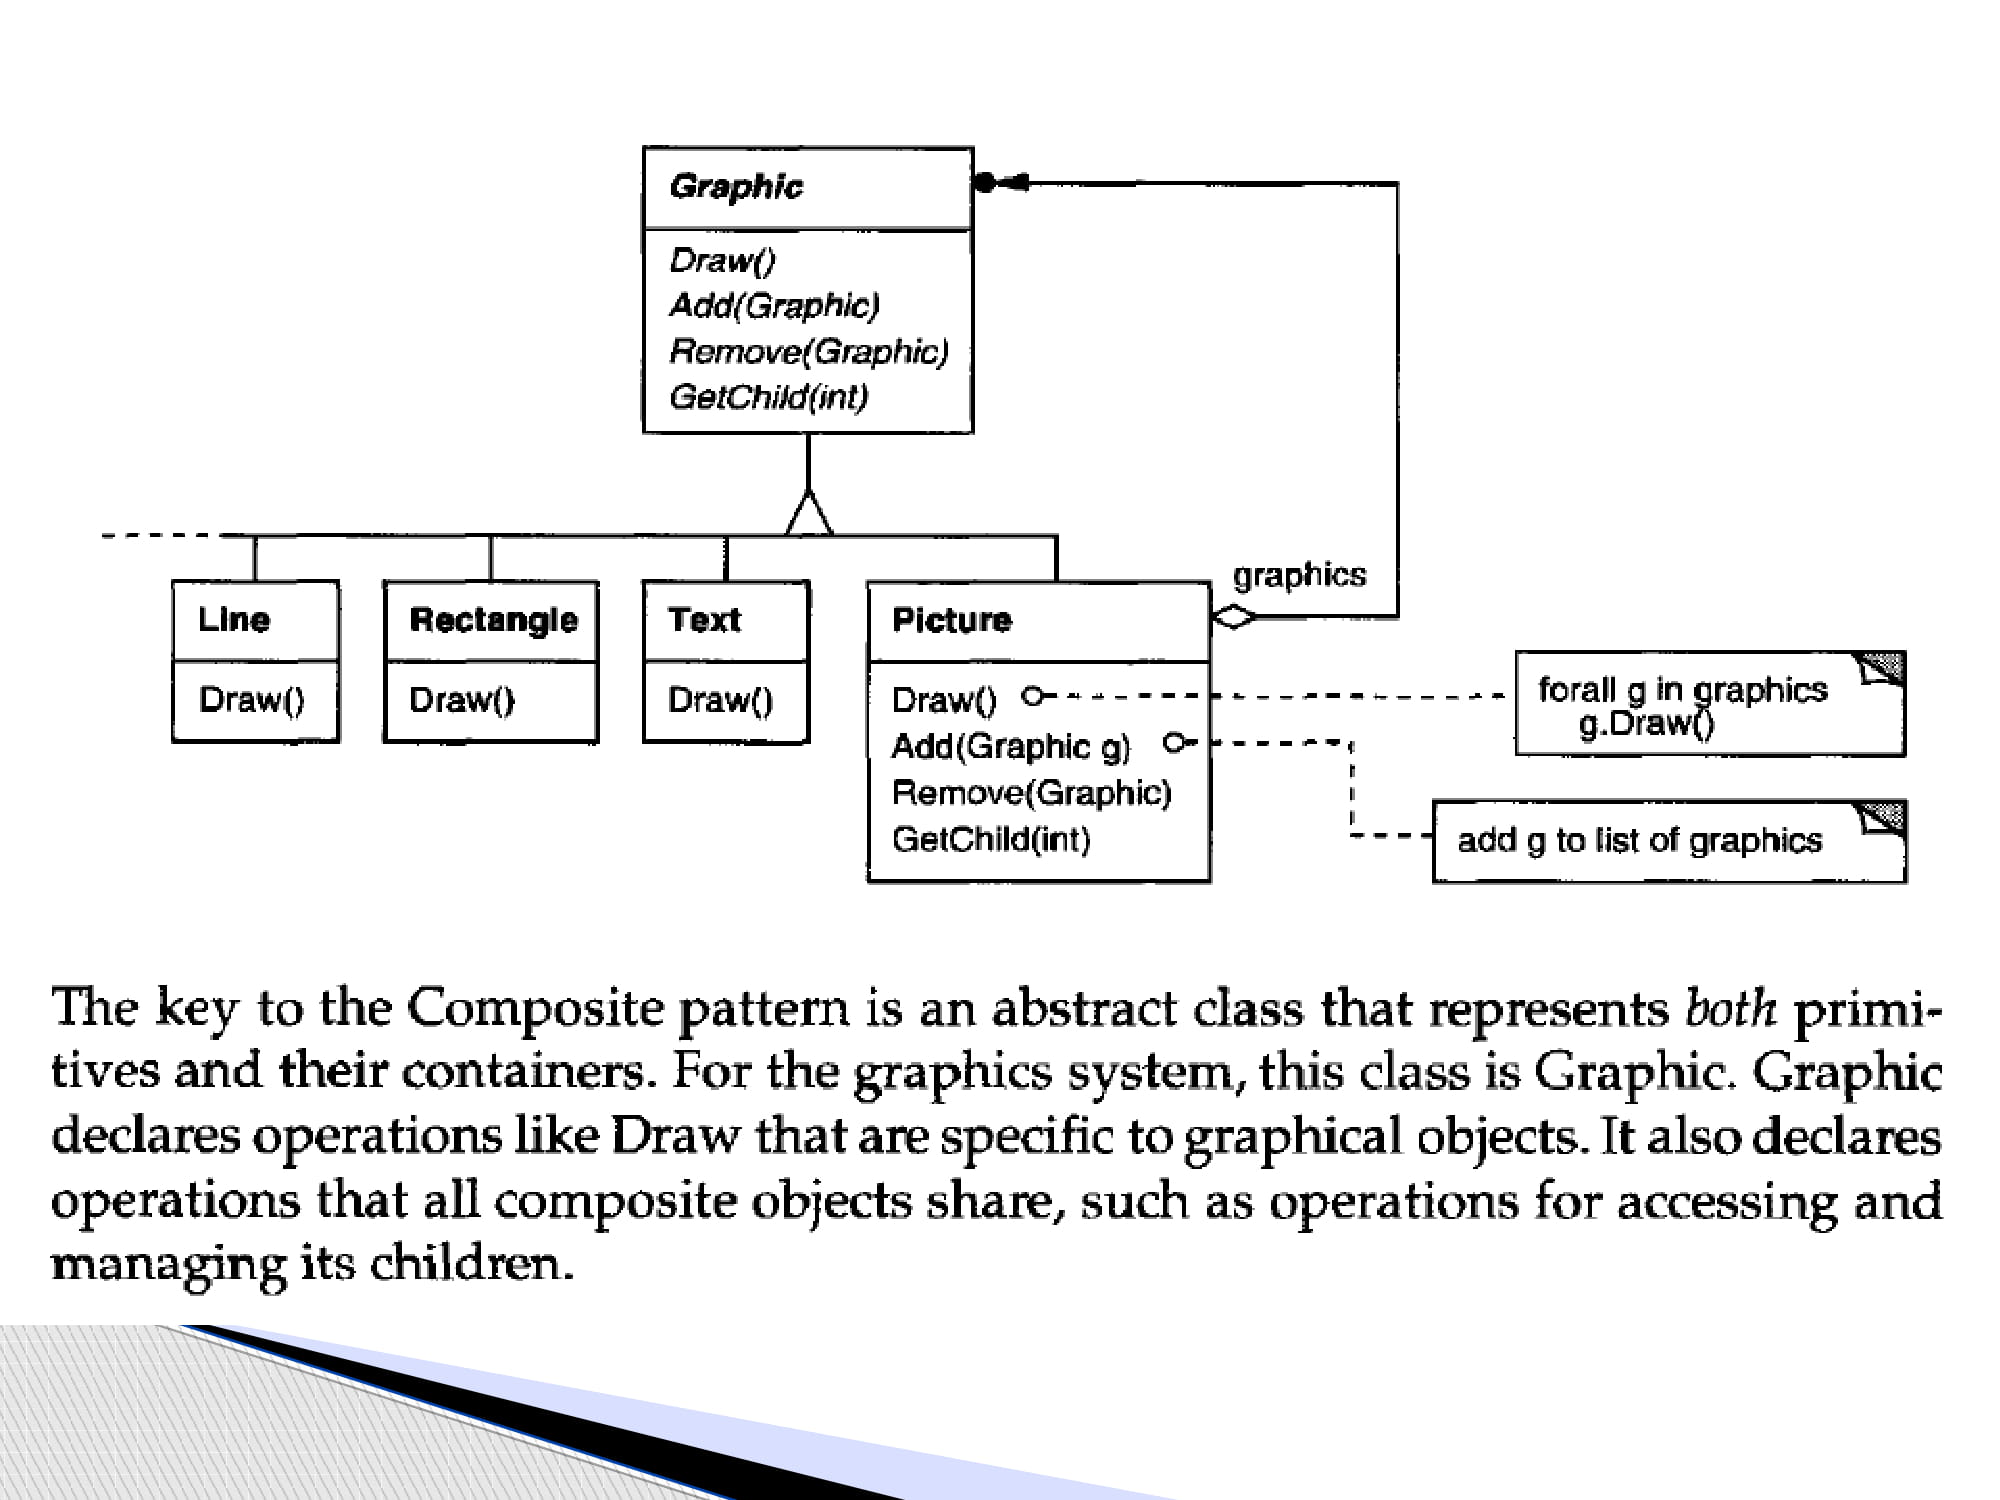 Graphic
Draw()
Add(Graphic)
Remove(Graphic)
GetChild(int)
graphics
Line
Draw()
Rectangle
Draw()
Text
Draw()
Picture
Draw()
Add(Graphic g)
Remove(Graphic)
GetChild(int)
forall g in graphics
g.Draw()
add g to list of graphics
The key to the Composite pattern is an abstract class that represents both primi-
tives and their containers. For the graphics system, this class is Graphic. Graphic
declares operations like Draw that are specific to graphical objects. It also declares
operations that all composite objects share, such as operations for accessing and
managing its children.